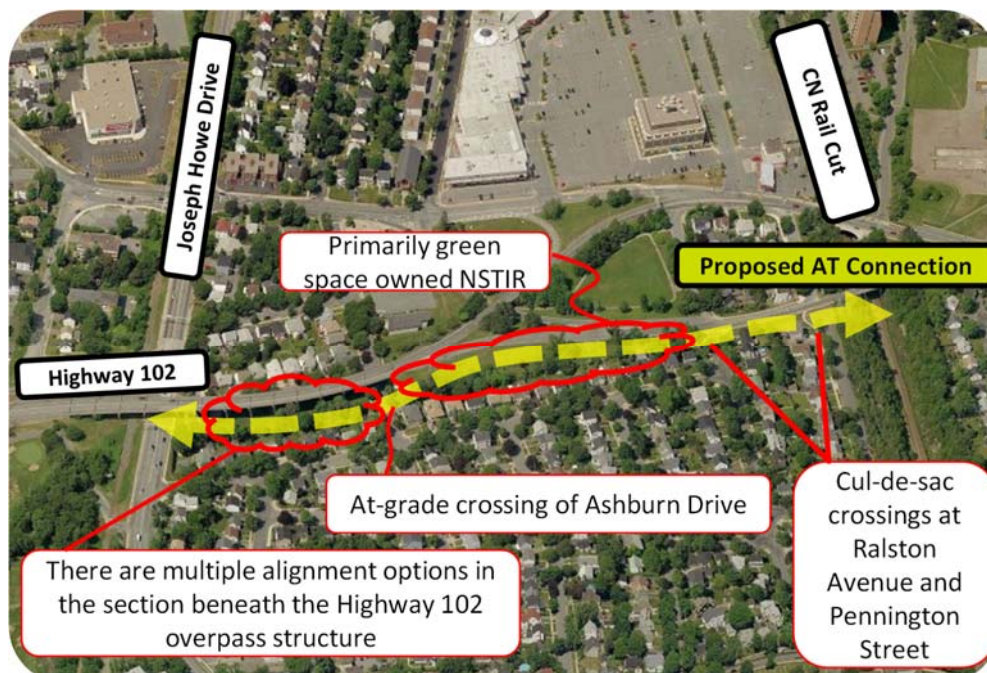 Joseph Howe Drive
CN Rail Cut
Primarily green
space owned NSTIR
Proposed AT Connection
Highway 102
At-grade crossing of Ashburn Drive
Cul-de-sac
crossings at
Ralston
Avenue and
Pennington
Street
There are multiple alignment options in
the section beneath the Highway 102
overpass structure